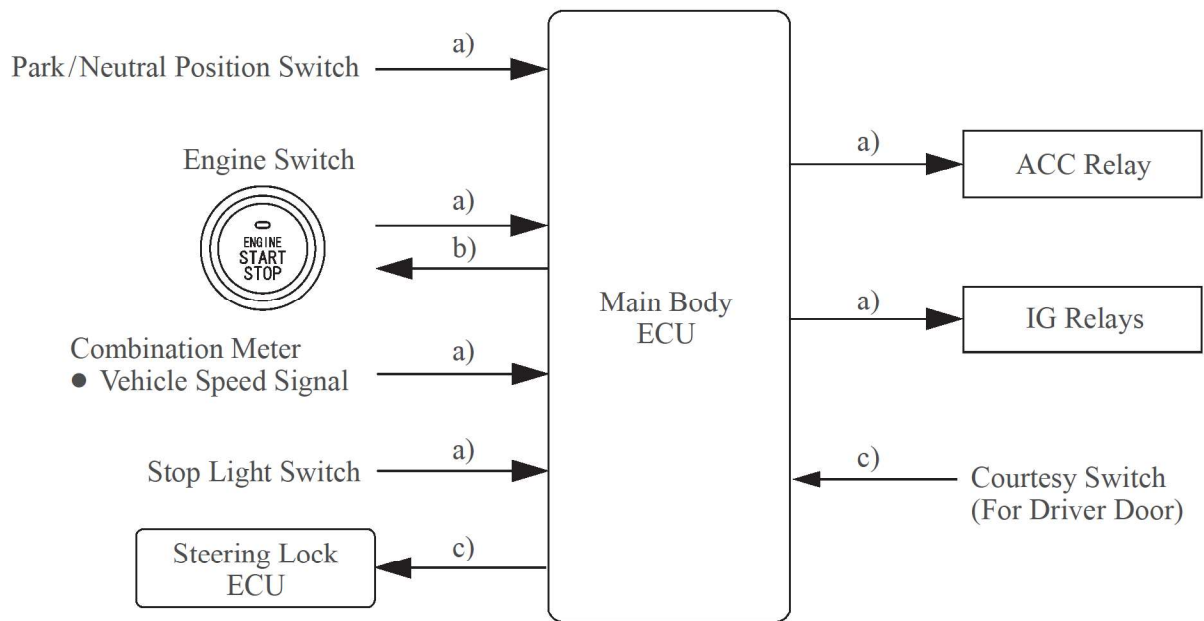 a)
Park/Neutral Position Switch
Engine Switch
a)
ENGINE
START
STOP
b)
Combination Meter
● Vehicle Speed Signal
a)
a)
Stop Light Switch
c)
Steering Lock
ECU
Main Body
ECU
a)
ACC Relay
a)
IG Relays
c)
Courtesy Switch
(For Driver Door)